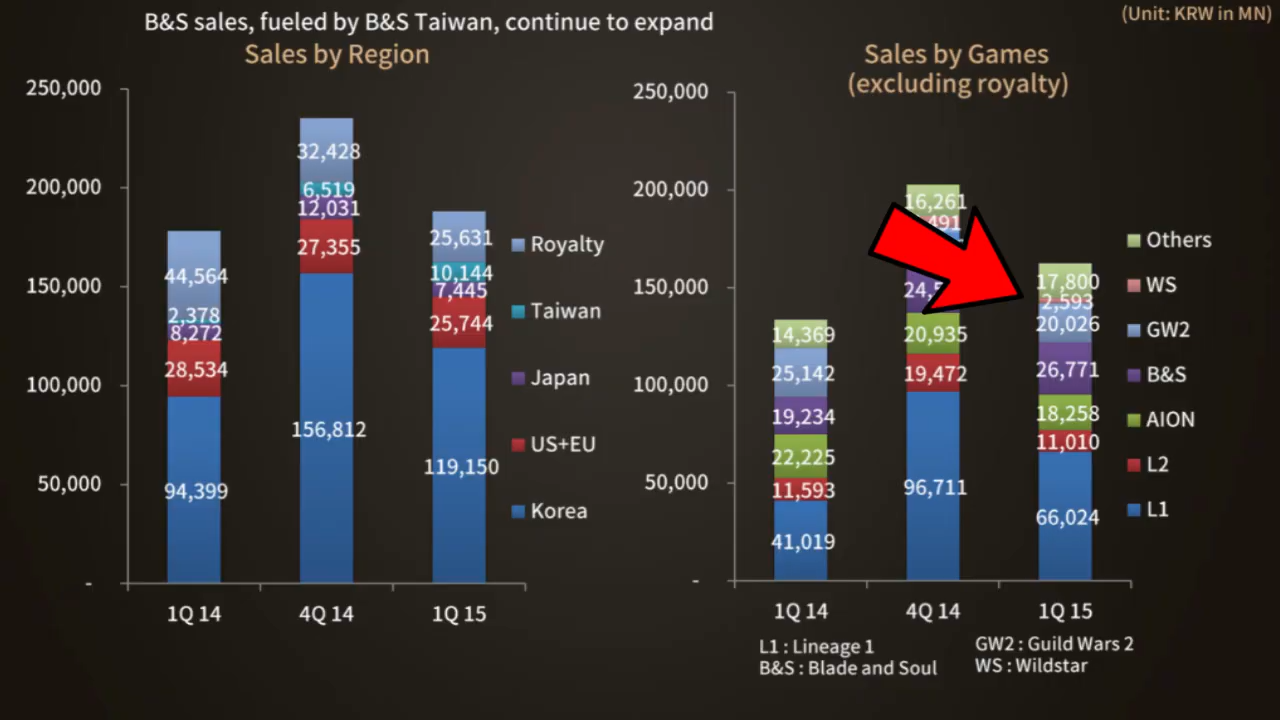 B&S sales, fueled by B&S Taiwan, continue to expand
(Unit: KRW in MN)
Sales by Region
250,000
200,000
150,000
100,000
50,000
-
44,564
2,378
8,272
28,534
94,399
32,428
6,519
12,031
27,355
156,812
25,631
10,144
7,445
25,744
119,150
1Q 14
4Q 14
1Q 15
Royalty
Taiwan
Japan
US+EU
Korea
Sales by Games
(excluding royalty)
250,000
200,000
150,000
100,000
50,000
-
14,369
25,142
19,234
22,225
11,593
41,019
16,261
20,935
19,472
96,711
17,800
2,593
20,026
26,771
18,258
11,010
66,024
1Q 14
4Q 14
1Q 15
Others
WS
GW2
B&S
AION
L2
L1
L1 : Lineage 1
B&S : Blade and Soul
GW2 : Guild Wars 2
WS : Wildstar